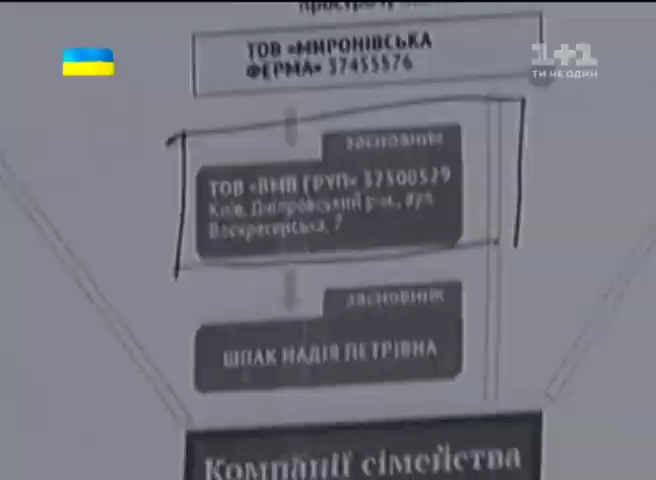 ТОВ «МИРОНІВСЬКА
ФЕРМА» 37455576
1+1
ТИ НЕ ОДИН
засновник
ТОВ «ВМВ ГРУП» 37500529
Київ, Дніпровський р-н, вул.
Воскресенська, 7
засновник
ШПАК НАДІЯ ПЕТРІВНА
Компанії сімейства